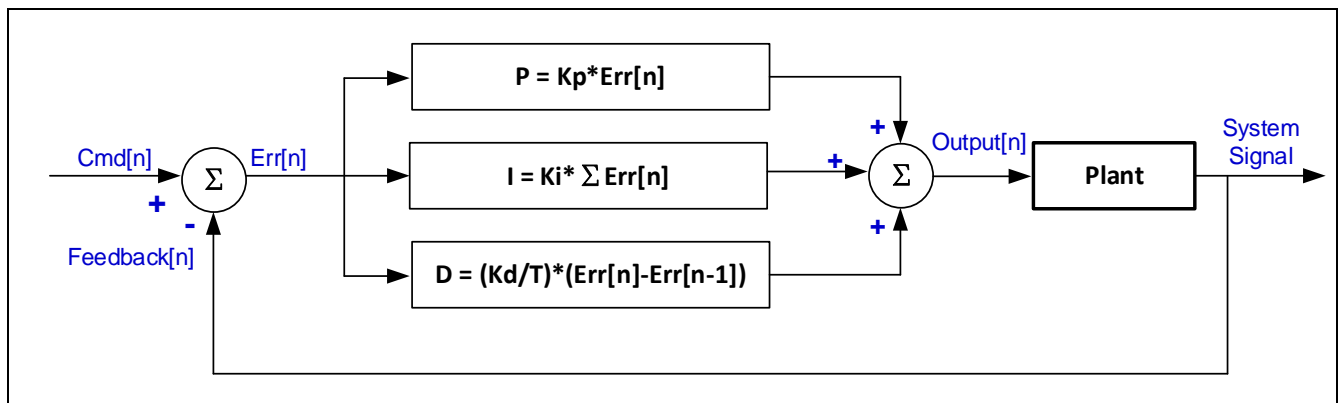 P = Kp*Err[n]
Cmd[n]
Err[n]
Σ
+
-
Feedback[n]
I = Ki* ∑ Err[n]
D = (Kd/T)*(Err[n]-Err[n-1])
+
+
+
Σ
Output[n]
Plant
System
Signal